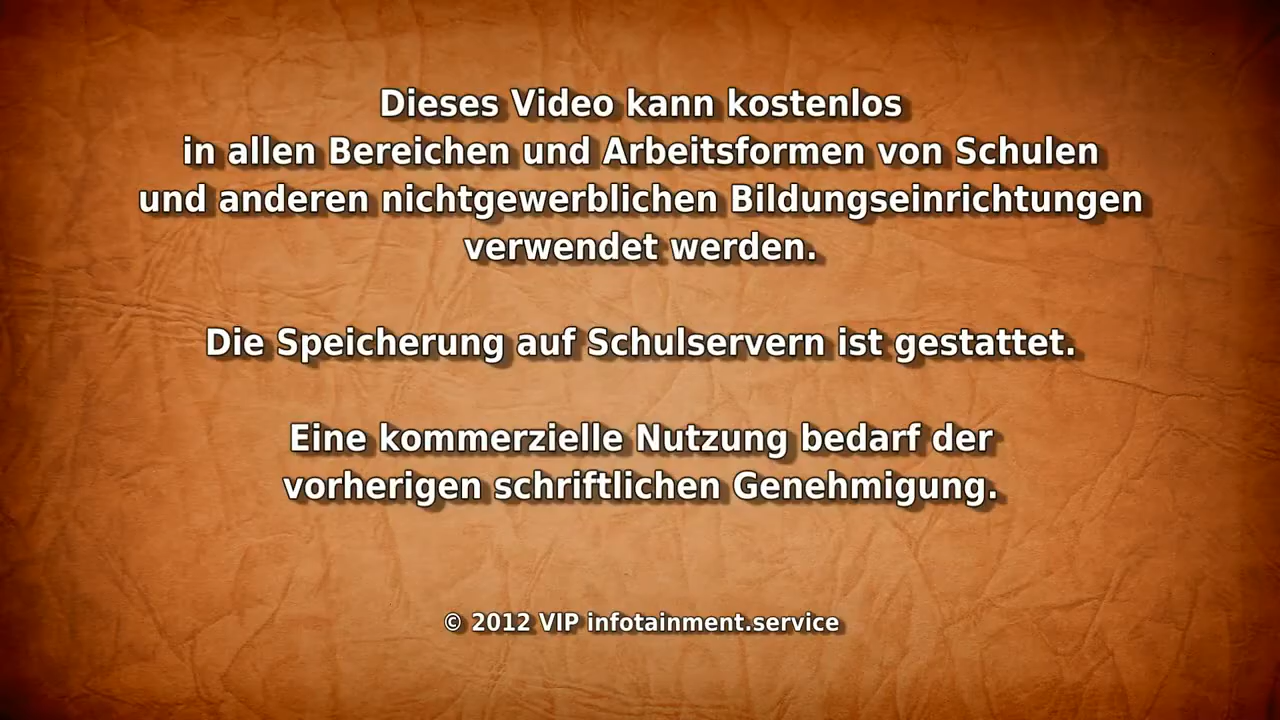 Dieses Video kann kostenlos
in allen Bereichen und Arbeitsformen von Schulen
und anderen nichtgewerblichen Bildungseinrichtungen
verwendet werden.
Die Speicherung auf Schulservern ist gestattet.
Eine kommerzielle Nutzung bedarf der
vorherigen schriftlichen Genehmigung.
© 2012 VIP infotainment.service